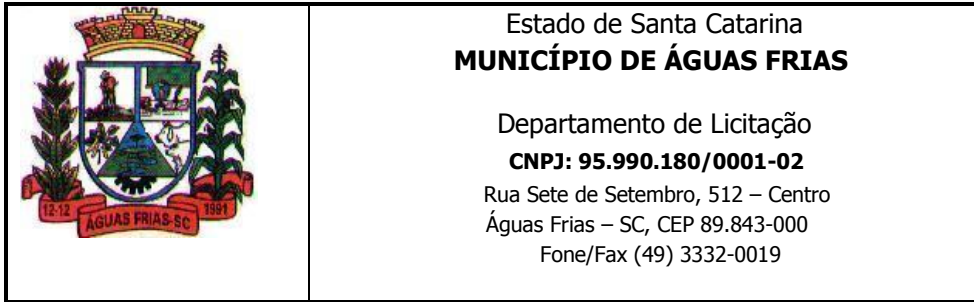 12-12
ÁGUAS FRIAS-SC
1991
Estado de Santa Catarina
MUNICÍPIO DE ÁGUAS FRIAS
Departamento de Licitação
CNPJ: 95.990.180/0001-02
Rua Sete de Setembro, 512 – Centro
Águas Frias – SC, CEP 89.843-000
Fone/Fax (49) 3332-0019